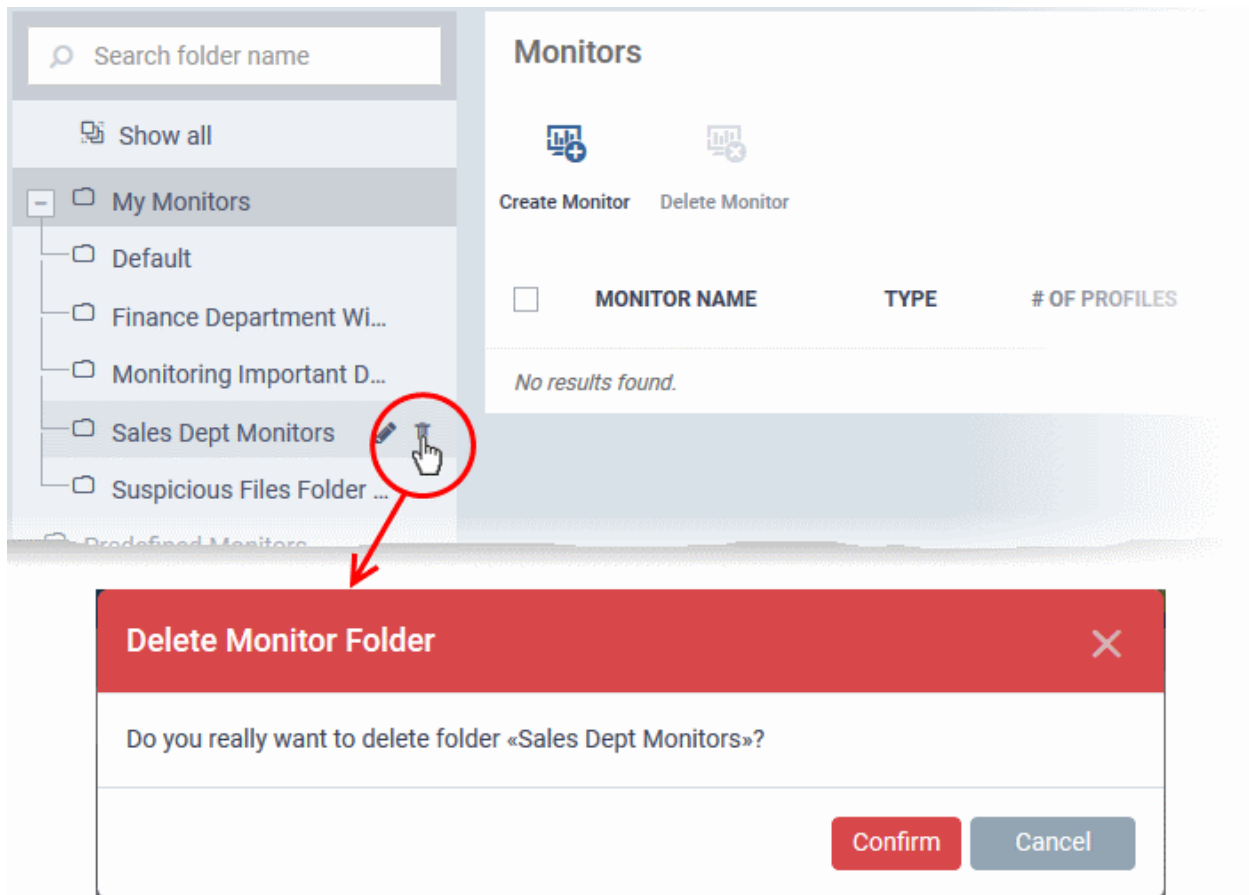 Search folder name
Show all
My Monitors
Default
Finance Department Wi...
Monitoring Important D...
Sales Dept Monitors
Suspicious Files Folder ...
Predefined Monitors
Monitors
Create Monitor Delete Monitor
MONITOR NAME TYPE # OF PROFILES
No results found.
Delete Monitor Folder
Do you really want to delete folder «Sales Dept Monitors»?
Confirm Cancel